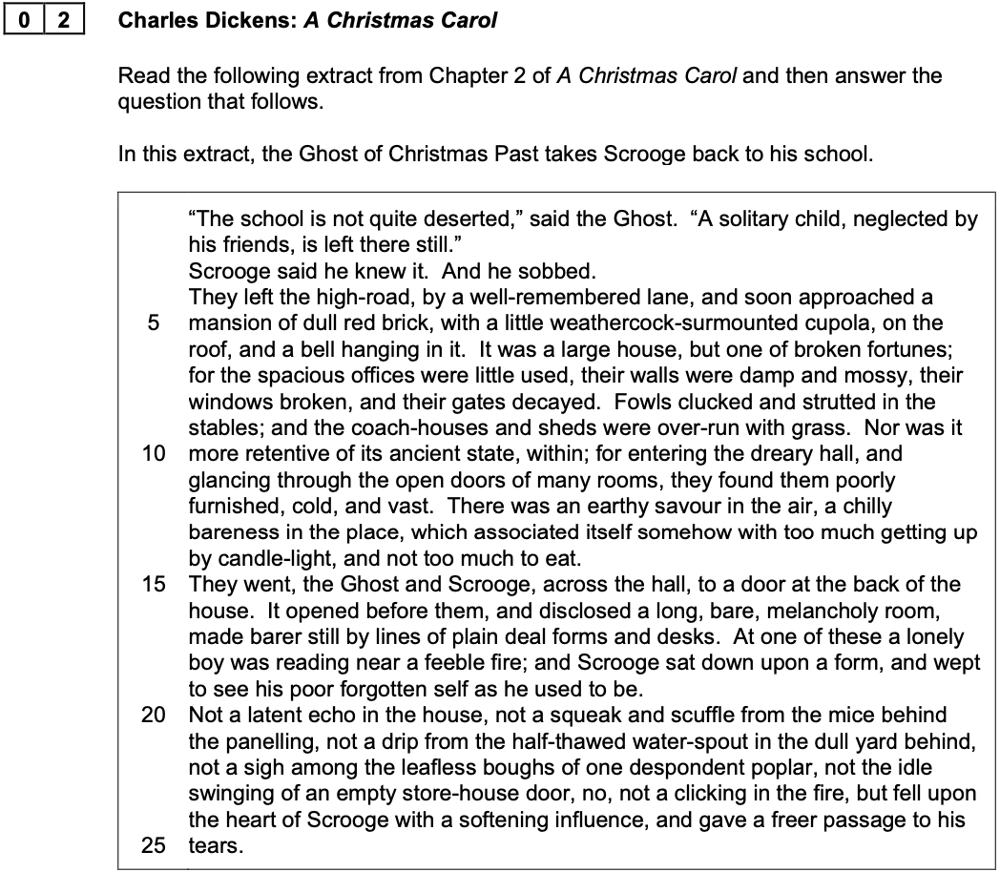 0 2 Charles Dickens: A Christmas Carol
Read the following extract from Chapter 2 of A Christmas Carol and then answer the
question that follows.
In this extract, the Ghost of Christmas Past takes Scrooge back to his school.
“The school is not quite deserted,” said the Ghost. “A solitary child, neglected by
his friends, is left there still.”
Scrooge said he knew it. And he sobbed.
They left the high-road, by a well-remembered lane, and soon approached a
5 mansion of dull red brick, with a little weathercock-surmounted cupola, on the
roof, and a bell hanging in it. It was a large house, but one of broken fortunes;
for the spacious offices were little used, their walls were damp and mossy, their
windows broken, and their gates decayed. Fowls clucked and strutted in the
stables; and the coach-houses and sheds were over-run with grass. Nor was it
10 more retentive of its ancient state, within; for entering the dreary hall, and
glancing through the open doors of many rooms, they found them poorly
furnished, cold, and vast. There was an earthy savour in the air, a chilly
bareness in the place, which associated itself somehow with too much getting up
by candle-light, and not too much to eat.
15 They went, the Ghost and Scrooge, across the hall, to a door at the back of the
house. It opened before them, and disclosed a long, bare, melancholy room,
made barer still by lines of plain deal forms and desks. At one of these a lonely
boy was reading near a feeble fire; and Scrooge sat down upon a form, and wept
to see his poor forgotten self as he used to be.
20 Not a latent echo in the house, not a squeak and scuffle from the mice behind
the panelling, not a drip from the half-thawed water-spout in the dull yard behind,
not a sigh among the leafless boughs of one despondent poplar, not the idle
swinging of an empty store-house door, no, not a clicking in the fire, but fell upon
the heart of Scrooge with a softening influence, and gave a freer passage to his
25 tears.